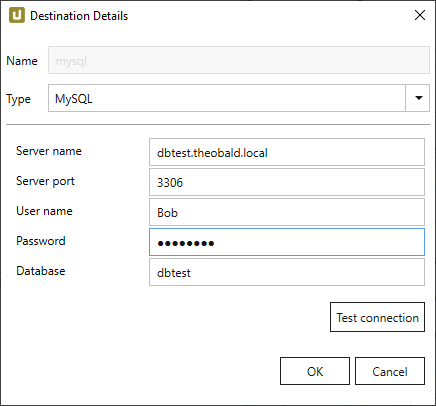 Destination Details
Name mysql
Type MySQL
Server name dbtest.theobald.local
Server port 3306
User name Bob
Password ●●●●●●●●
Database dbtest
Test connection
OK Cancel